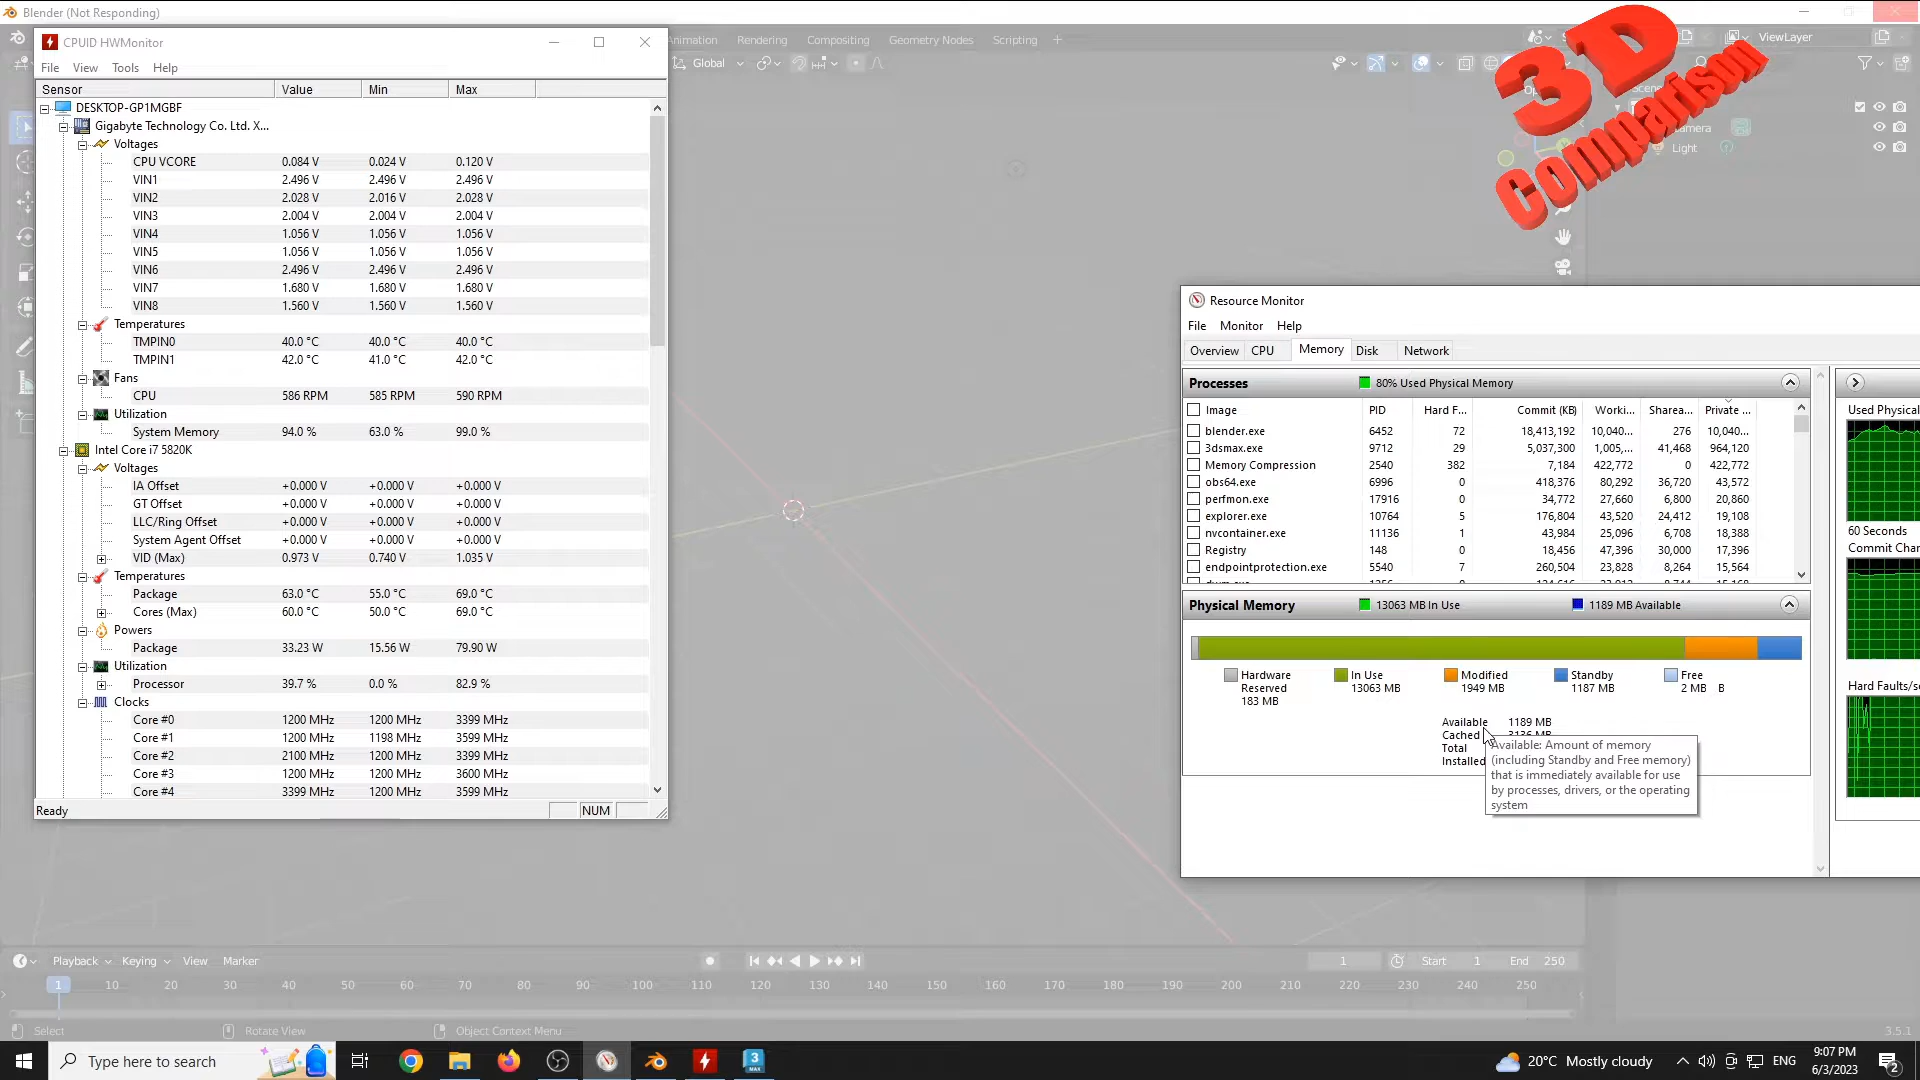 Blender (Not Responding)
3D
Comparison
Animation Rendering Compositing Geometry Nodes Scripting +
ViewLayer
Global
Light
CPUID HWMonitor
File View Tools Help
Sensor Value Min Max
DESKTOP-GP1MGBF
Gigabyte Technology Co. Ltd. X...
Voltages
CPU VCORE 0.084 V 0.024 V 0.120 V
VIN1 2.496 V 2.496 V 2.496 V
VIN2 2.028 V 2.016 V 2.028 V
VIN3 2.004 V 2.004 V 2.004 V
VIN4 1.056 V 1.056 V 1.056 V
VIN5 1.056 V 1.056 V 1.056 V
VIN6 2.496 V 2.496 V 2.496 V
VIN7 1.680 V 1.680 V 1.680 V
VIN8 1.560 V 1.560 V 1.560 V
Temperatures
TMPIN0 40.0 °C 40.0 °C 40.0 °C
TMPIN1 42.0 °C 41.0 °C 42.0 °C
Fans
CPU 586 RPM 585 RPM 590 RPM
Utilization
System Memory 94.0 % 63.0 % 99.0 %
Intel Core i7 5820K
Voltages
IA Offset +0.000 V +0.000 V +0.000 V
GT Offset +0.000 V +0.000 V +0.000 V
LLC/Ring Offset +0.000 V +0.000 V +0.000 V
System Agent Offset +0.000 V +0.000 V +0.000 V
VID (Max) 0.973 V 0.740 V 1.035 V
Temperatures
Package 63.0 °C 55.0 °C 69.0 °C
Cores (Max) 60.0 °C 50.0 °C 69.0 °C
Powers
Package 33.23 W 15.56 W 79.90 W
Utilization
Processor 39.7 % 0.0 % 82.9 %
Clocks
Core #0 1200 MHz 1200 MHz 3399 MHz
Core #1 1200 MHz 1198 MHz 3599 MHz
Core #2 2100 MHz 1200 MHz 3399 MHz
Core #3 1200 MHz 1200 MHz 3600 MHz
Core #4 3399 MHz 1200 MHz 3599 MHz
Ready NUM
Resource Monitor
File Monitor Help
Overview CPU Memory Disk Network
Processes 80% Used Physical Memory
Image PID Hard F... Commit (KB) Worki... Sharea... Private ...
blender.exe 6452 72 18,413,192 10,040... 276 10,040...
3dsmax.exe 9712 29 5,037,300 1,005,... 41,468 964,120
Memory Compression 2540 382 7,184 422,772 0 422,772
obs64.exe 6996 0 418,376 80,292 36,720 43,572
perfmon.exe 17916 0 34,772 27,660 6,800 20,860
explorer.exe 10764 5 176,804 43,520 24,412 19,108
nvcontainer.exe 11136 1 43,984 25,096 6,708 18,388
Registry 148 0 18,456 47,396 30,000 17,396
endpointprotection.exe 5540 7 260,504 23,828 8,264 15,564
Physical Memory 13063 MB In Use 1189 MB Available
Hardware Reserved 183 MB
In Use 13063 MB
Modified 1949 MB
Standby 1187 MB
Free 2 MB B
Available 1189 MB
Cached
Total
Installed
Available: Amount of memory
(including Standby and Free memory)
that is immediately available for use
by processes, drivers, or the operating
system
Used Physical
60 Seconds
Commit Char
Hard Faults/se
Playback Keying View Marker
1 Start 1 End 250
1 10 20 30 40 50 60 70 80 90 100 110 120 130 140 150 160 170 180 190 200 210 220 230 240 250
Select Rotate View Object Context Menu 3.5.1
Type here to search
20°C Mostly cloudy ENG 9:07 PM
6/3/2023 2